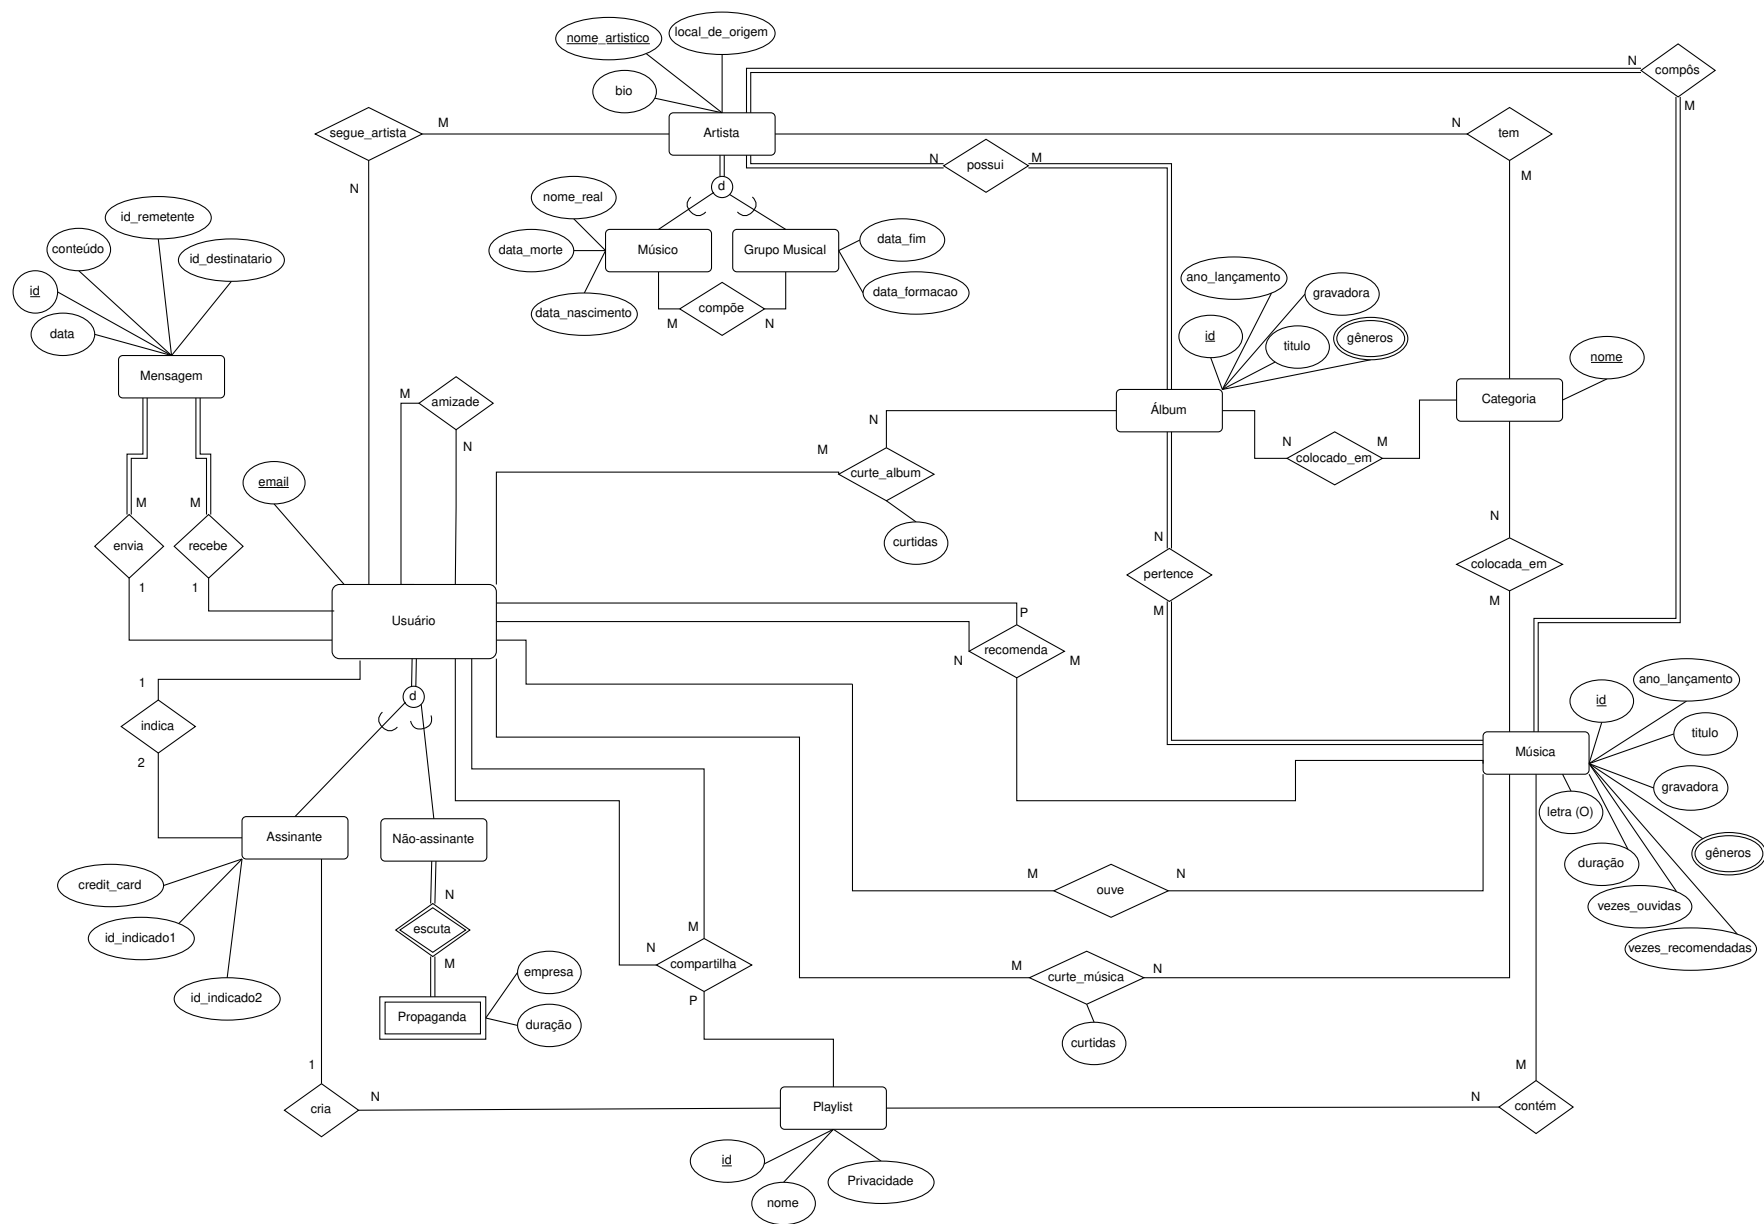 nome_artistico
local_de_origem
bio
N
compôs
M
segue_artista
M
Artista
N
tem
N
possui
M
N
M
d
nome_real
data_morte
Músico
Grupo Musical
data_fim
data_formacao
data_nascimento
M
compõe
N
id_remetente
conteúdo
id_destinatario
id
data
Mensagem
ano_lançamento
gravadora
id
titulo
gêneros
nome
Álbum
Categoria
M
amizade
N
N
M
curte_album
curtidas
N
M
colocado_em
email
M
M
envia
recebe
1
1
N
pertence
M
N
colocada_em
M
Usuário
P
recomenda
N
M
1
indica
2
d
id
ano_lançamento
titulo
Música
gravadora
letra (O)
gêneros
duração
vezes_ouvidas
vezes_recomendadas
Assinante
Não-assinante
credit_card
id_indicado1
id_indicado2
N
escuta
M
Propaganda
empresa
duração
M
N
compartilha
P
M
ouve
N
M
curte_música
N
curtidas
1
cria
N
Playlist
M
N
contém
id
nome
Privacidade